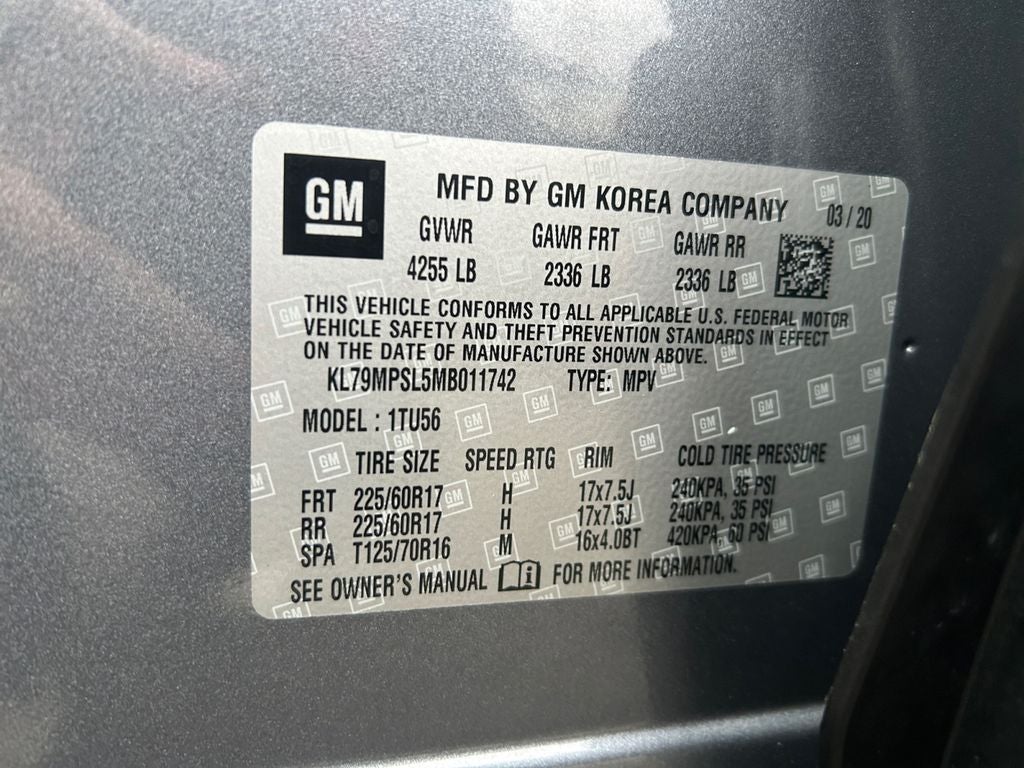 GM
MFD BY GM KOREA COMPANY 03 / 20
GVWR GAWR FRT GAWR RR
4255 LB 2336 LB 2336 LB
THIS VEHICLE CONFORMS TO ALL APPLICABLE U.S. FEDERAL MOTOR
VEHICLE SAFETY AND THEFT PREVENTION STANDARDS IN EFFECT
ON THE DATE OF MANUFACTURE SHOWN ABOVE.
KL79MPSL5MB011742 TYPE: MPV
MODEL : 1TU56
TIRE SIZE SPEED RTG RIM COLD TIRE PRESSURE
FRT 225/60R17 H 17x7.5J 240KPA, 35 PSI
RR 225/60R17 H 17x7.5J 240KPA, 35 PSI
SPA T125/70R16 M 16x4.0BT 420KPA, 60 PSI
SEE OWNER'S MANUAL i FOR MORE INFORMATION.